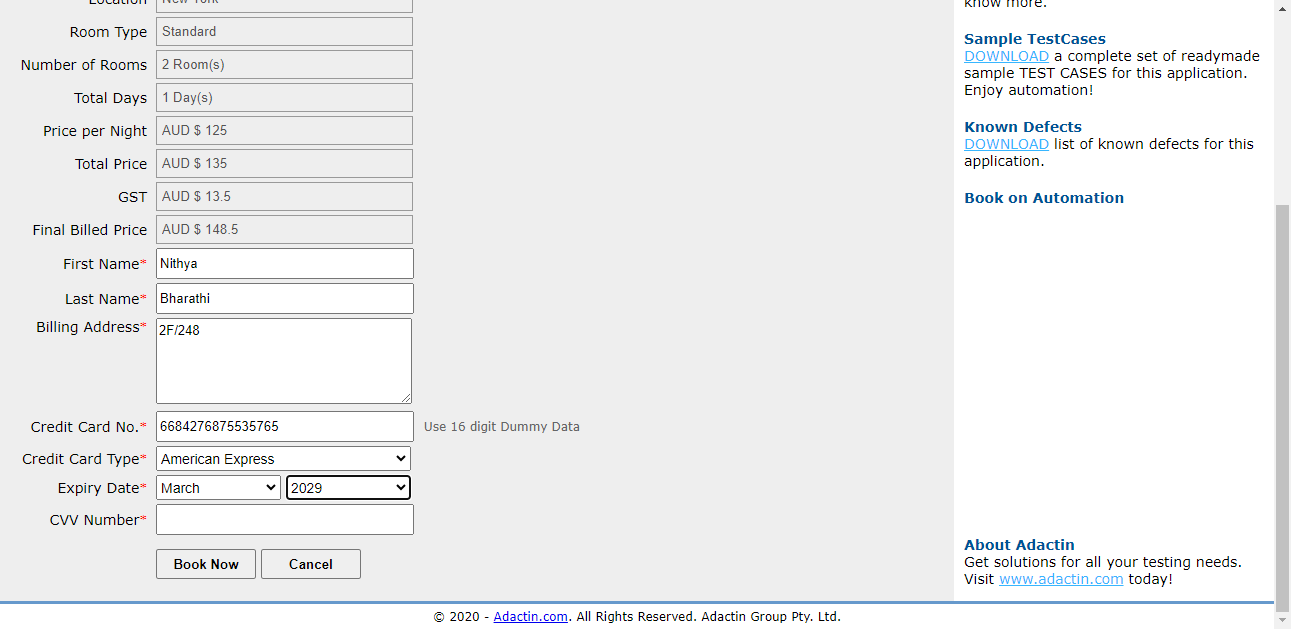 Location New York
Room Type Standard
Number of Rooms 2 Room(s)
Total Days 1 Day(s)
Price per Night AUD $ 125
Total Price AUD $ 135
GST AUD $ 13.5
Final Billed Price AUD $ 148.5
First Name* Nithya
Last Name* Bharathi
Billing Address* 2F/248
Credit Card No.* 6684276875535765 Use 16 digit Dummy Data
Credit Card Type* American Express
Expiry Date* March 2029
CVV Number*
Book Now Cancel
know more.
Sample TestCases
DOWNLOAD a complete set of readymade
sample TEST CASES for this application.
Enjoy automation!
Known Defects
DOWNLOAD list of known defects for this
application.
Book on Automation
About Adactin
Get solutions for all your testing needs.
Visit www.adactin.com today!
© 2020 - Adactin.com. All Rights Reserved. Adactin Group Pty. Ltd.